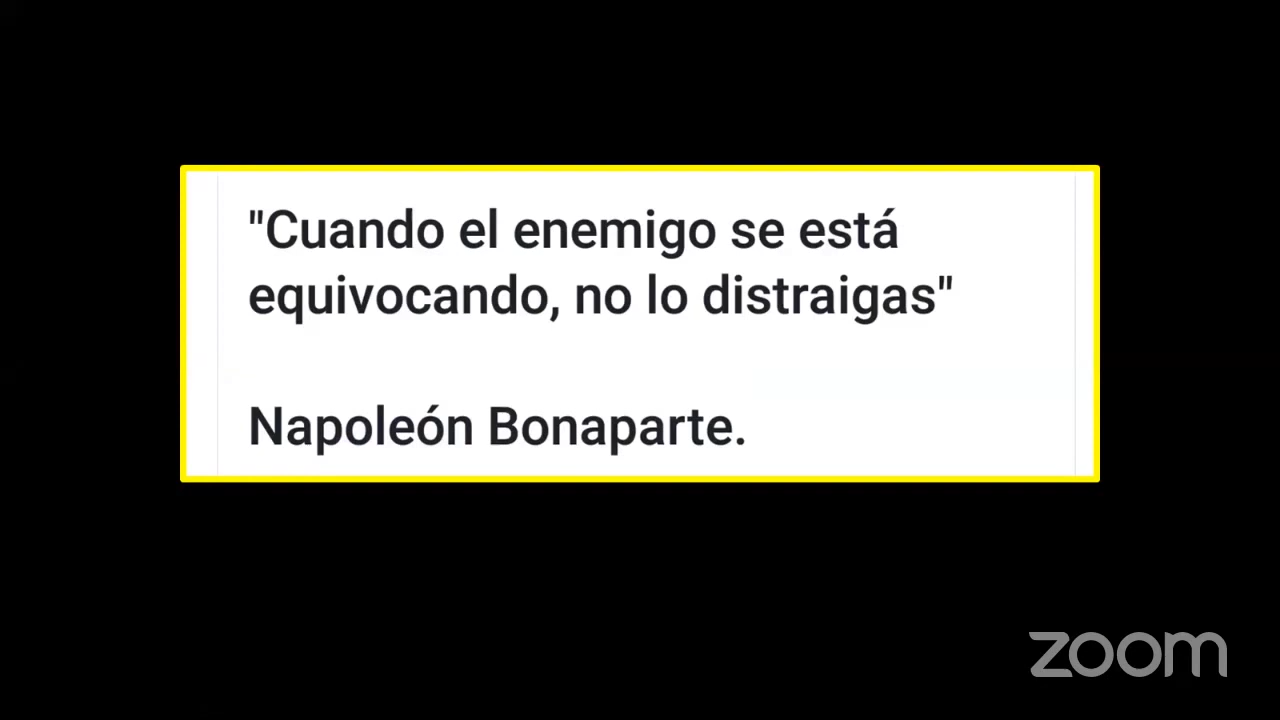 "Cuando el enemigo se está
equivocando, no lo distraigas"
Napoleón Bonaparte.
zoom